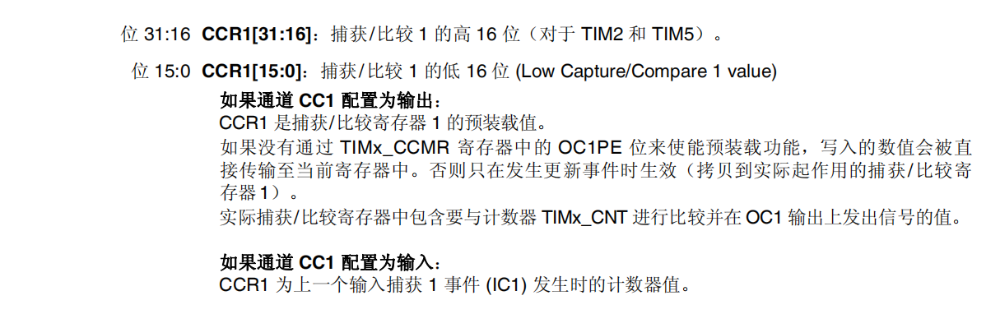 位 31:16 CCR1[31:16]：捕获/比较 1 的高 16 位（对于 TIM2 和 TIM5）。
位 15:0 CCR1[15:0]：捕获/比较 1 的低 16 位 (Low Capture/Compare 1 value)
如果通道 CC1 配置为输出：
CCR1 是捕获/比较寄存器 1 的预装载值。
如果没有通过 TIMx_CCMR 寄存器中的 OC1PE 位来使能预装载功能，写入的数值会被直
接传输至当前寄存器中。否则只在发生更新事件时生效（拷贝到实际起作用的捕获/比较寄
存器 1）。
实际捕获/比较寄存器中包含要与计数器 TIMx_CNT 进行比较并在 OC1 输出上发出信号的值。
如果通道 CC1 配置为输入：
CCR1 为上一个输入捕获 1 事件 (IC1) 发生时的计数器值。